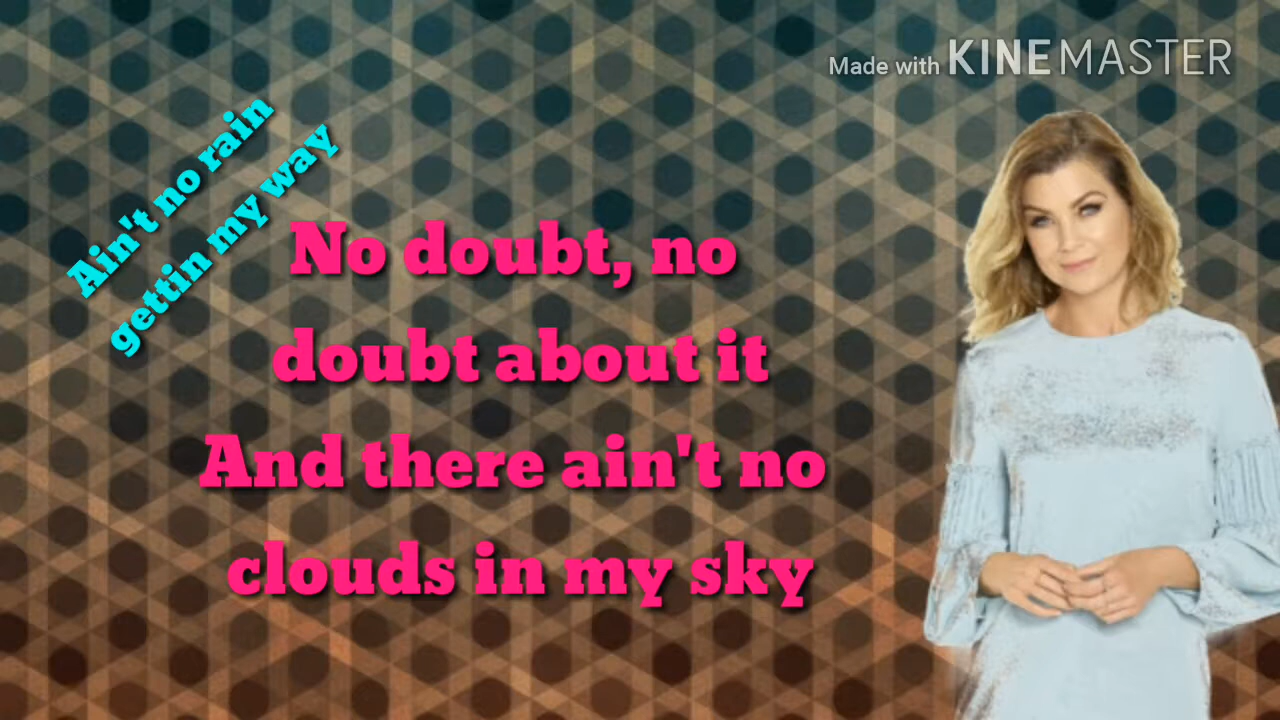 Made with KINEMASTER
Ain't no rain
gettin my way
No doubt, no
doubt about it
And there ain't no
clouds in my sky